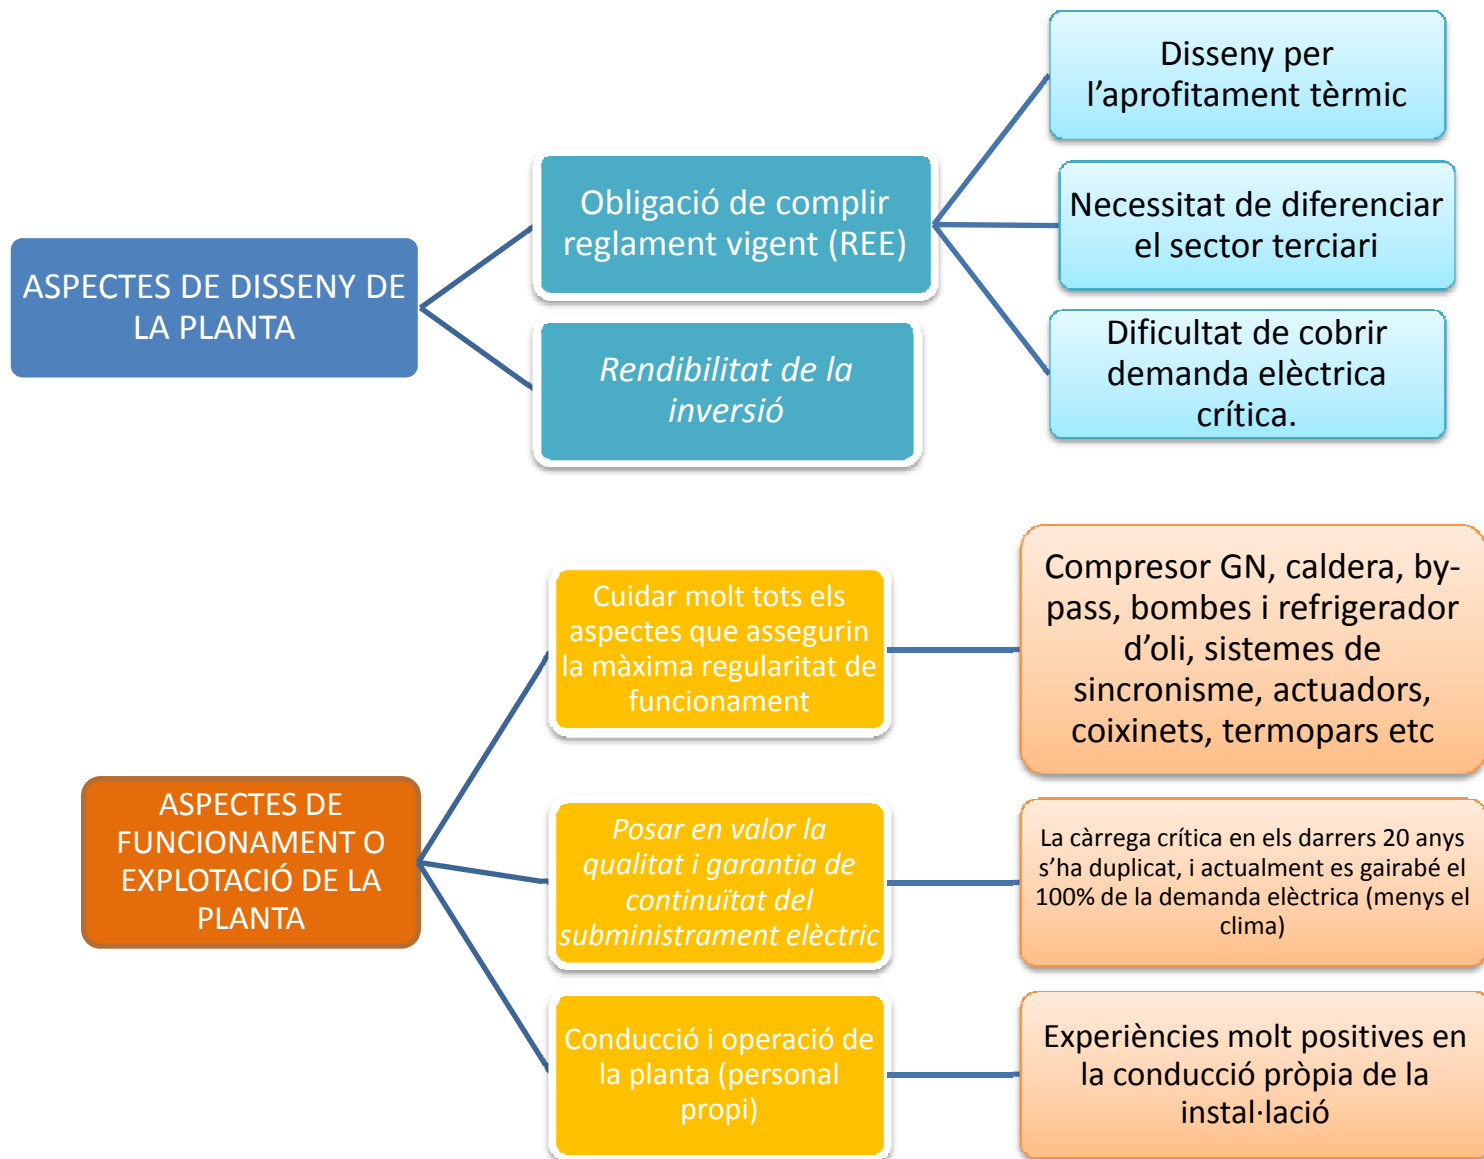 ASPECTES DE DISSENY DE
LA PLANTA
Obligació de complir
reglament vigent (REE)
Rendibilitat de la
inversió
Disseny per
l’aprofitament tèrmic
Necessitat de diferenciar
el sector terciari
Dificultat de cobrir
demanda elèctrica
crítica.
ASPECTES DE
FUNCIONAMENT O
EXPLOTACIÓ DE LA
PLANTA
Cuidar molt tots els
aspectes que assegurin
la màxima regularitat de
funcionament
Compresor GN, caldera, by-
pass, bombes i refrigerador
d’oli, sistemes de
sincronisme, actuadors,
coixinets, termopars etc
Posar en valor la
qualitat i garantia de
continuïtat del
subministrament elèctric
La càrrega crítica en els darrers 20 anys
s’ha duplicat, i actualment es gairabé el
100% de la demanda elèctrica (menys el
clima)
Conducció i operació de
la planta (personal
propi)
Experiències molt positives en
la conducció pròpia de la
instal·lació